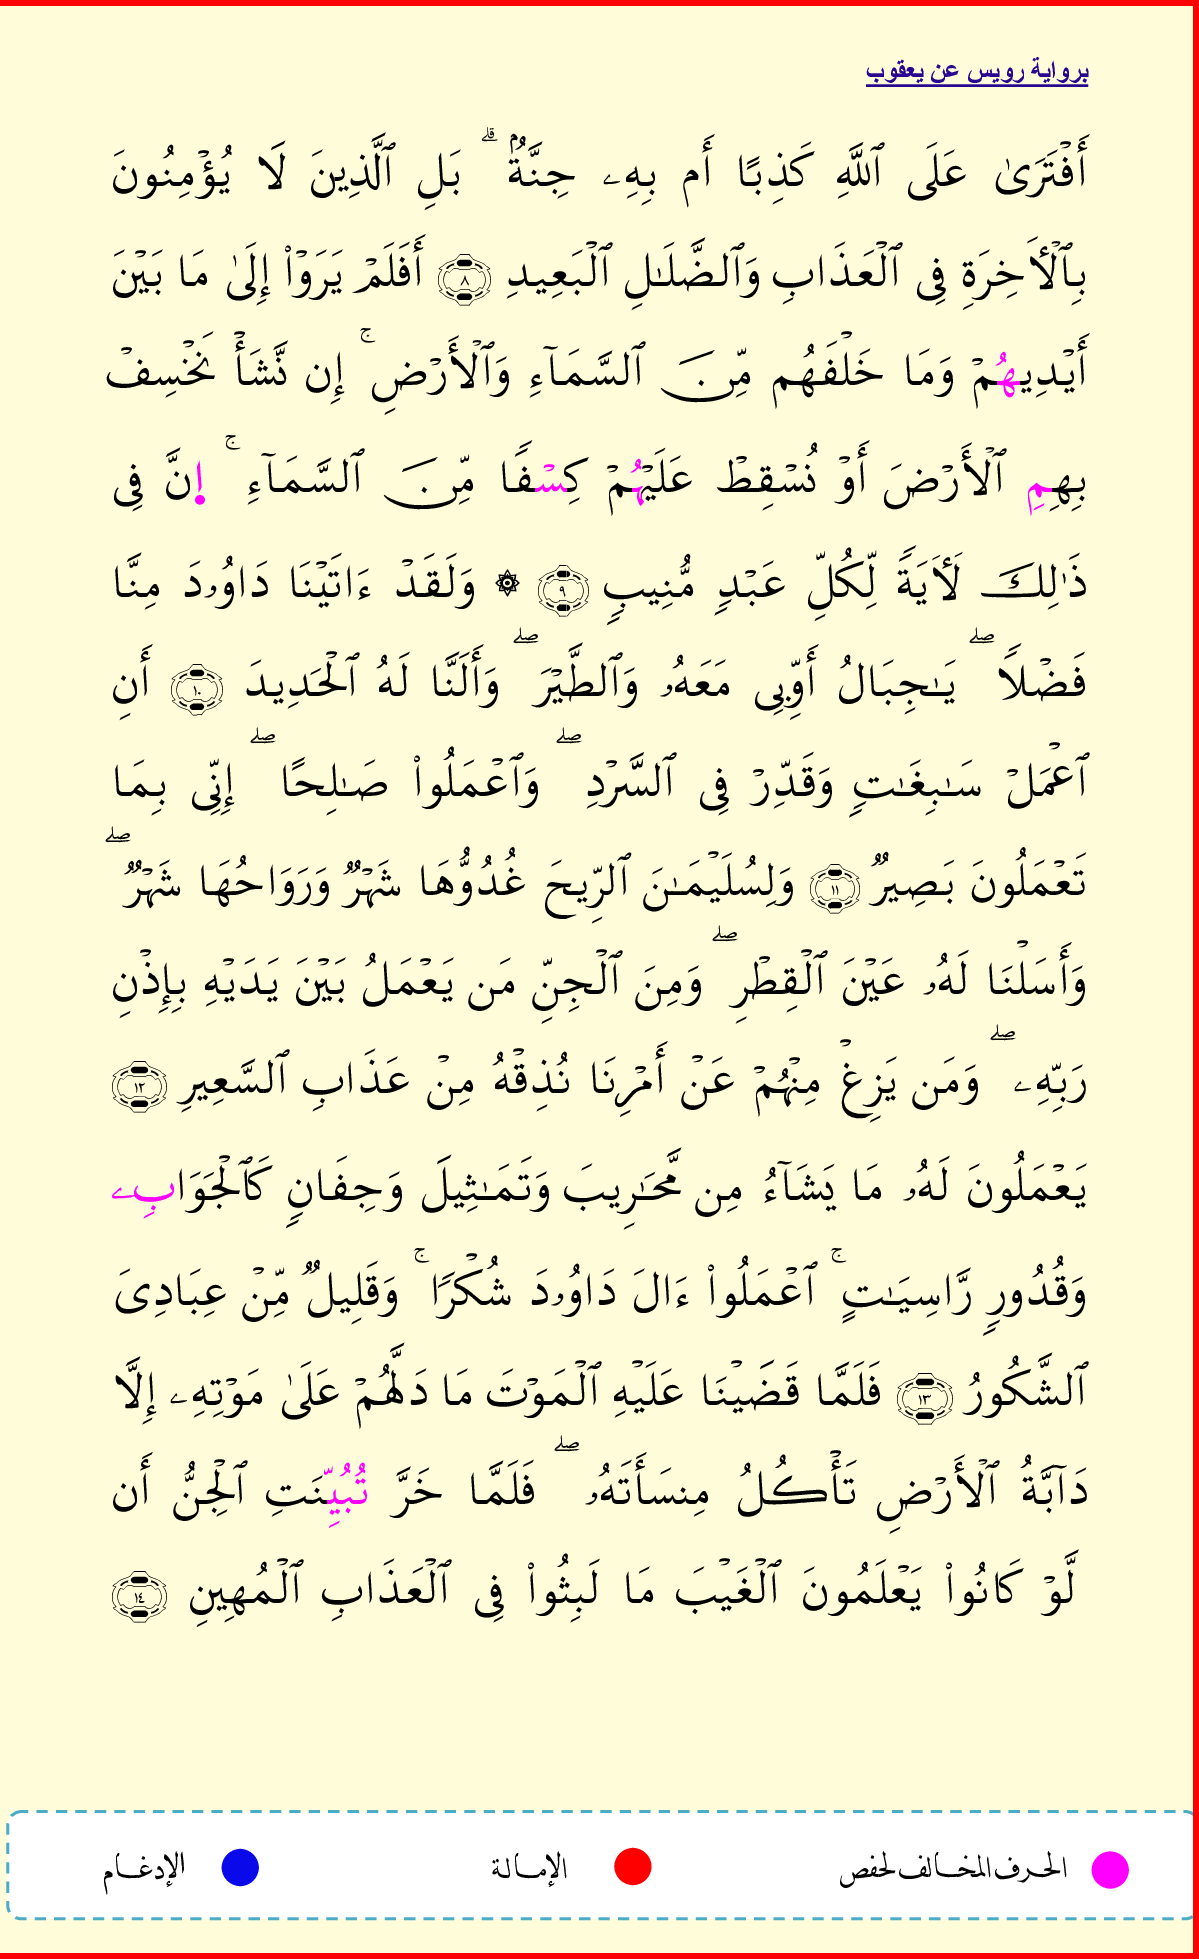 برواية رويس عن يعقوب
أَفْتَرَىٰ عَلَى ٱللَّهِ كَذِبًا أَم بِهِۦ جِنَّةُۢ ۗ بَلِ ٱلَّذِينَ لَا يُؤْمِنُونَ
بِٱلْأَخِرَةِ فِى ٱلْعَذَابِ وَٱلضَّلَـٰلِ ٱلْبَعِيدِ ٨ أَفَلَمْ يَرَوْا۟ إِلَىٰ مَا بَيْنَ
أَيْدِيهُمْ وَمَا خَلْفَهُم مِّنَ ٱلسَّمَآءِ وَٱلْأَرْضِ ۚ إِن نَّشَأْ نَخْسِفْ
بِهِمِ ٱلْأَرْضَ أَوْ نُسْقِطْ عَلَيْهُمْ كِسْفًا مِّنَ ٱلسَّمَآءِ ۚ إِنَّ فِى
ذَٰلِكَ لَأَيَةً لِّكُلِّ عَبْدٍ مُّنِيبٍ ٩ ۞ وَلَقَدْ ءَاتَيْنَا دَاوُۥدَ مِنَّا
فَضْلًا ۖ يَـٰجِبَالُ أَوِّبِى مَعَهُۥ وَٱلطَّيْرَ ۖ وَأَلَنَّا لَهُ ٱلْحَدِيدَ ١٠ أَنِ
ٱعْمَلْ سَـٰبِغَـٰتٍ وَقَدِّرْ فِى ٱلسَّرْدِ ۖ وَٱعْمَلُوا۟ صَـٰلِحًا ۖ إِنِّى بِمَا
تَعْمَلُونَ بَصِيرٌ ١١ وَلِسُلَيْمَـٰنَ ٱلرِّيحَ غُدُوُّهَا شَهْرٌ وَرَوَاحُهَا شَهْرٌ ۖ
وَأَسَلْنَا لَهُۥ عَيْنَ ٱلْقِطْرِ ۖ وَمِنَ ٱلْجِنِّ مَن يَعْمَلُ بَيْنَ يَدَيْهِ بِإِذْنِ
رَبِّهِۦ ۖ وَمَن يَزِغْ مِنْهُمْ عَنْ أَمْرِنَا نُذِقْهُ مِنْ عَذَابِ ٱلسَّعِيرِ ١٢
يَعْمَلُونَ لَهُۥ مَا يَشَآءُ مِن مَّحَـٰرِيبَ وَتَمَـٰثِيلَ وَجِفَانٍ كَٱلْجَوَابِۦ
وَقُدُورٍ رَّاسِيَـٰتٍ ۚ ٱعْمَلُوا۟ ءَالَ دَاوُۥدَ شُكْرًا ۚ وَقَلِيلٌ مِّنْ عِبَادِىَ
ٱلشَّكُورُ ١٣ فَلَمَّا قَضَيْنَا عَلَيْهِ ٱلْمَوْتَ مَا دَلَّهُمْ عَلَىٰ مَوْتِهِۦ إِلَّا
دَآبَّةُ ٱلْأَرْضِ تَأْكُلُ مِنسَأَتَهُۥ ۖ فَلَمَّا خَرَّ تُبُيِّنَتِ ٱلْجِنُّ أَن
لَّوْ كَانُوا۟ يَعْلَمُونَ ٱلْغَيْبَ مَا لَبِثُوا۟ فِى ٱلْعَذَابِ ٱلْمُهِينِ ١٤
الحرف المخالف لحفص الإمالة الإدغام